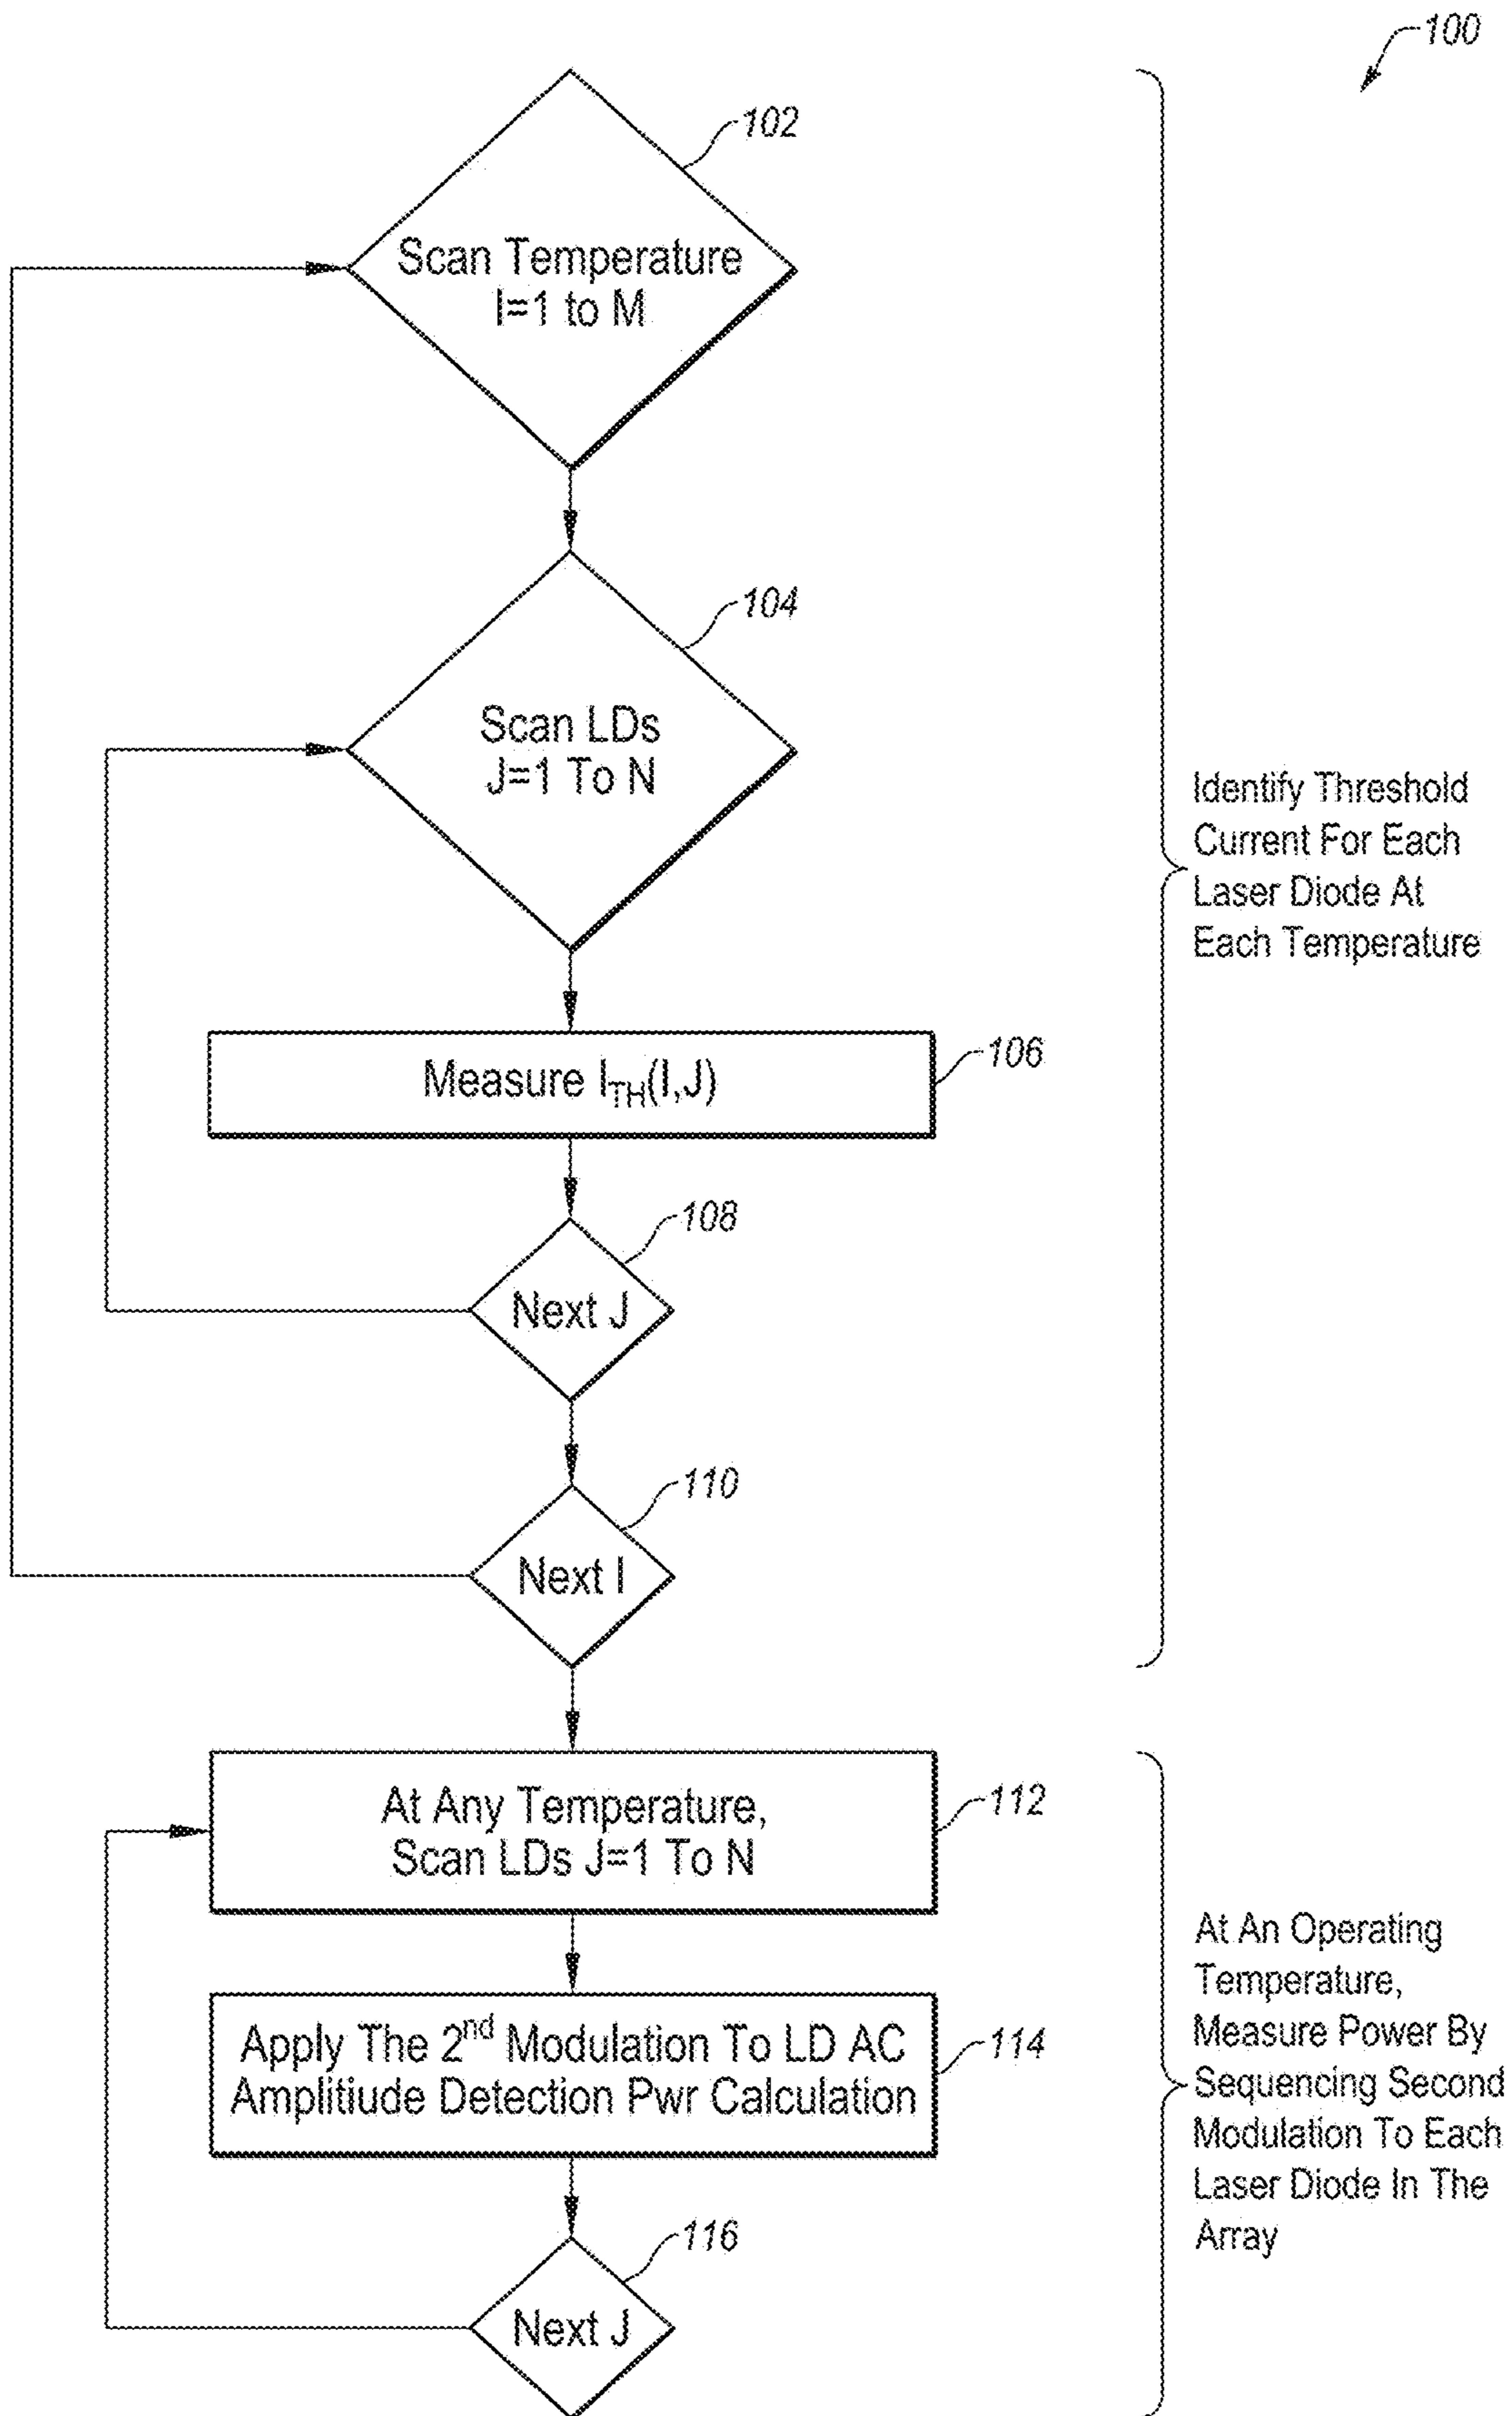 100
102
Scan Temperature
I=1 to M
104
Scan LDs
J=1 To N
Identify Threshold
Current For Each
Laser Diode At
Each Temperature
106
Measure I_TH(I,J)
108
Next J
110
Next I
112
At Any Temperature,
Scan LDs J=1 To N
114
Apply The 2nd Modulation To LD AC
Amplitiude Detection Pwr Calculation
At An Operating
Temperature,
Measure Power By
Sequencing Second
Modulation To Each
Laser Diode In The
Array
116
Next J